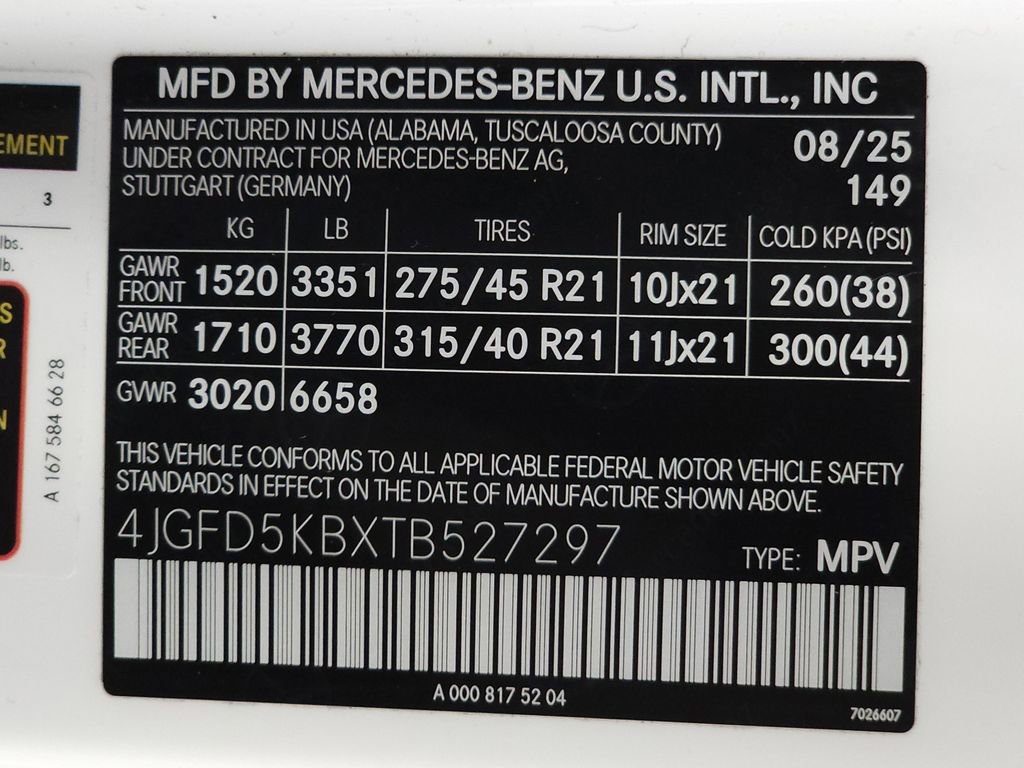 MFD BY MERCEDES-BENZ U.S. INTL., INC
MANUFACTURED IN USA (ALABAMA, TUSCALOOSA COUNTY)
UNDER CONTRACT FOR MERCEDES-BENZ AG,
STUTTGART (GERMANY)
08/25
149
KG LB TIRES RIM SIZE COLD KPA (PSI)
GAWR FRONT 1520 3351 275/45 R21 10Jx21 260(38)
GAWR REAR 1710 3770 315/40 R21 11Jx21 300(44)
GVWR 3020 6658
THIS VEHICLE CONFORMS TO ALL APPLICABLE FEDERAL MOTOR VEHICLE SAFETY
STANDARDS IN EFFECT ON THE DATE OF MANUFACTURE SHOWN ABOVE.
4JGFD5KBXTB527297
TYPE: MPV
A 000 817 52 04
7026607
EMENT
3
lbs.
lb.
S
R
N
A 167 584 66 28